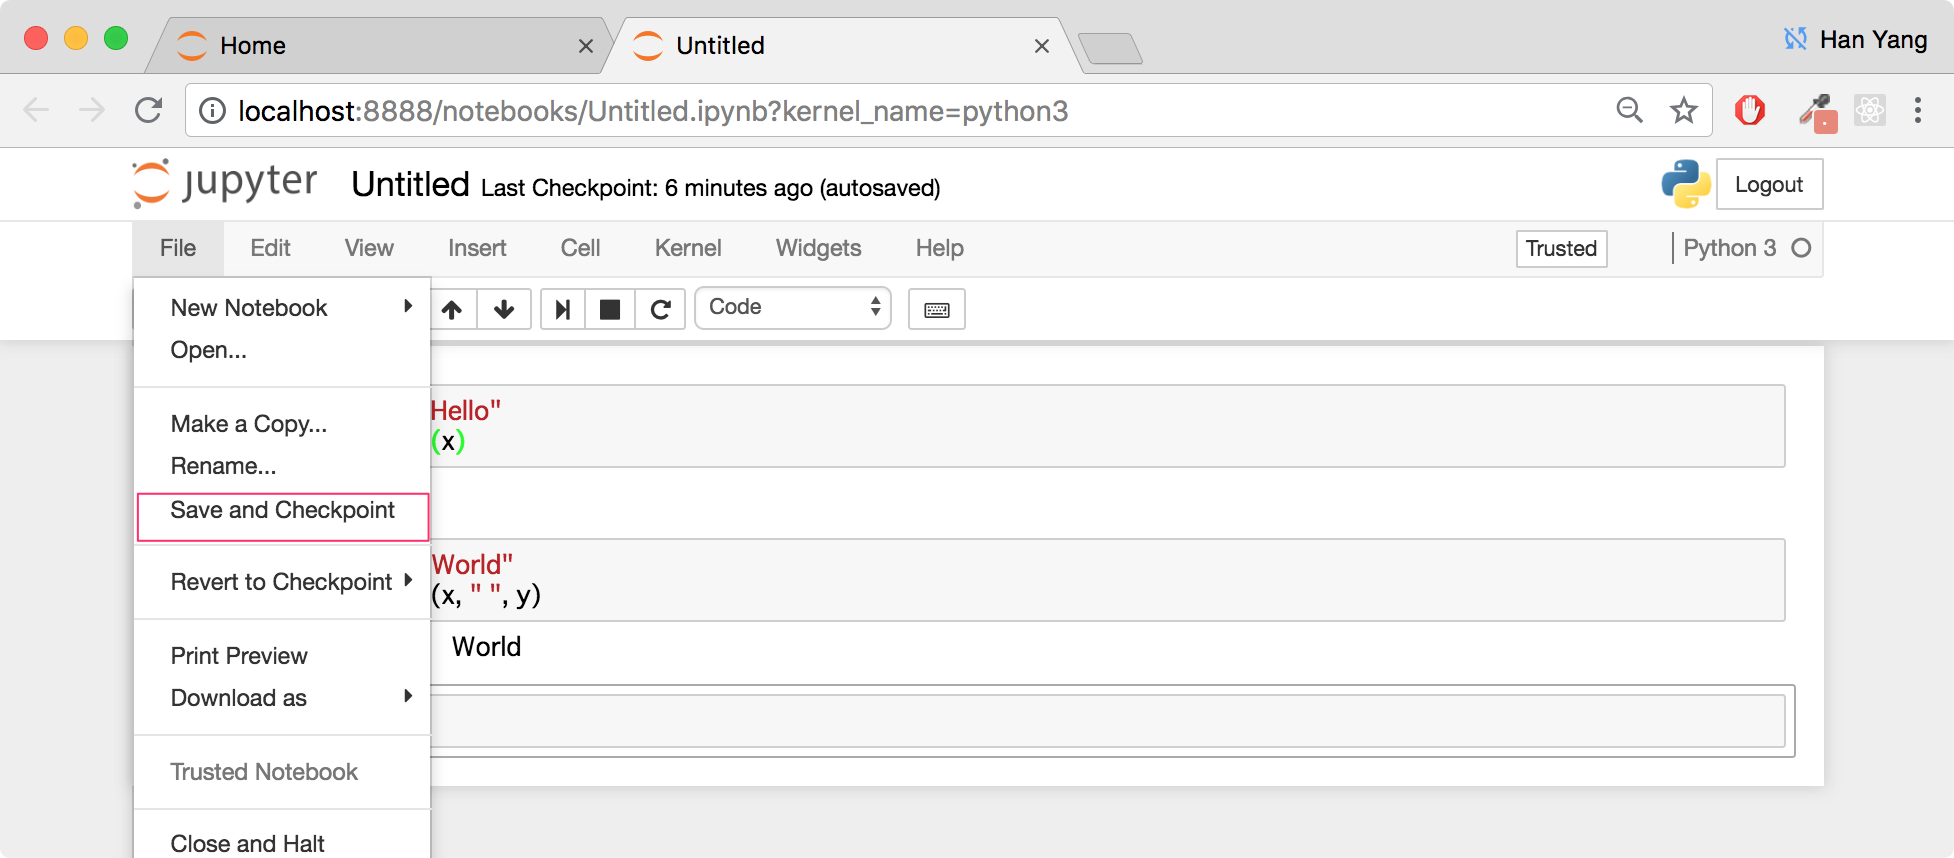 Home
Untitled
Han Yang
localhost:8888/notebooks/Untitled.ipynb?kernel_name=python3
jupyter Untitled Last Checkpoint: 6 minutes ago (autosaved)
Logout
File Edit View Insert Cell Kernel Widgets Help
Trusted
Python 3
New Notebook
Open...
Make a Copy...
Rename...
Save and Checkpoint
Revert to Checkpoint
Print Preview
Download as
Trusted Notebook
Close and Halt
Code
Hello"
(x)
World"
(x, " ", y)
World